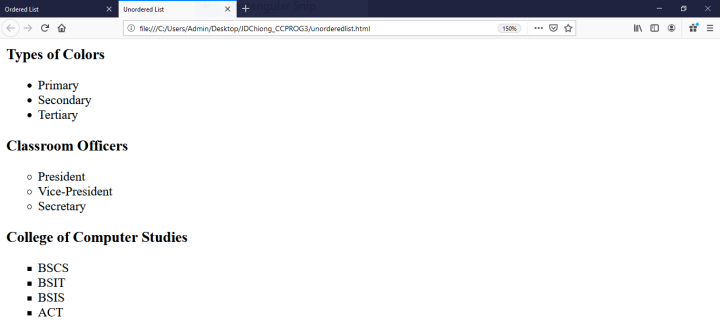 Ordered List
Unordered List
file:///C:/Users/Admin/Desktop/JDChiong_CCPROG3/unorderedlist.html
150%
Types of Colors
Primary
Secondary
Tertiary
Classroom Officers
President
Vice-President
Secretary
College of Computer Studies
BSCS
BSIT
BSIS
ACT